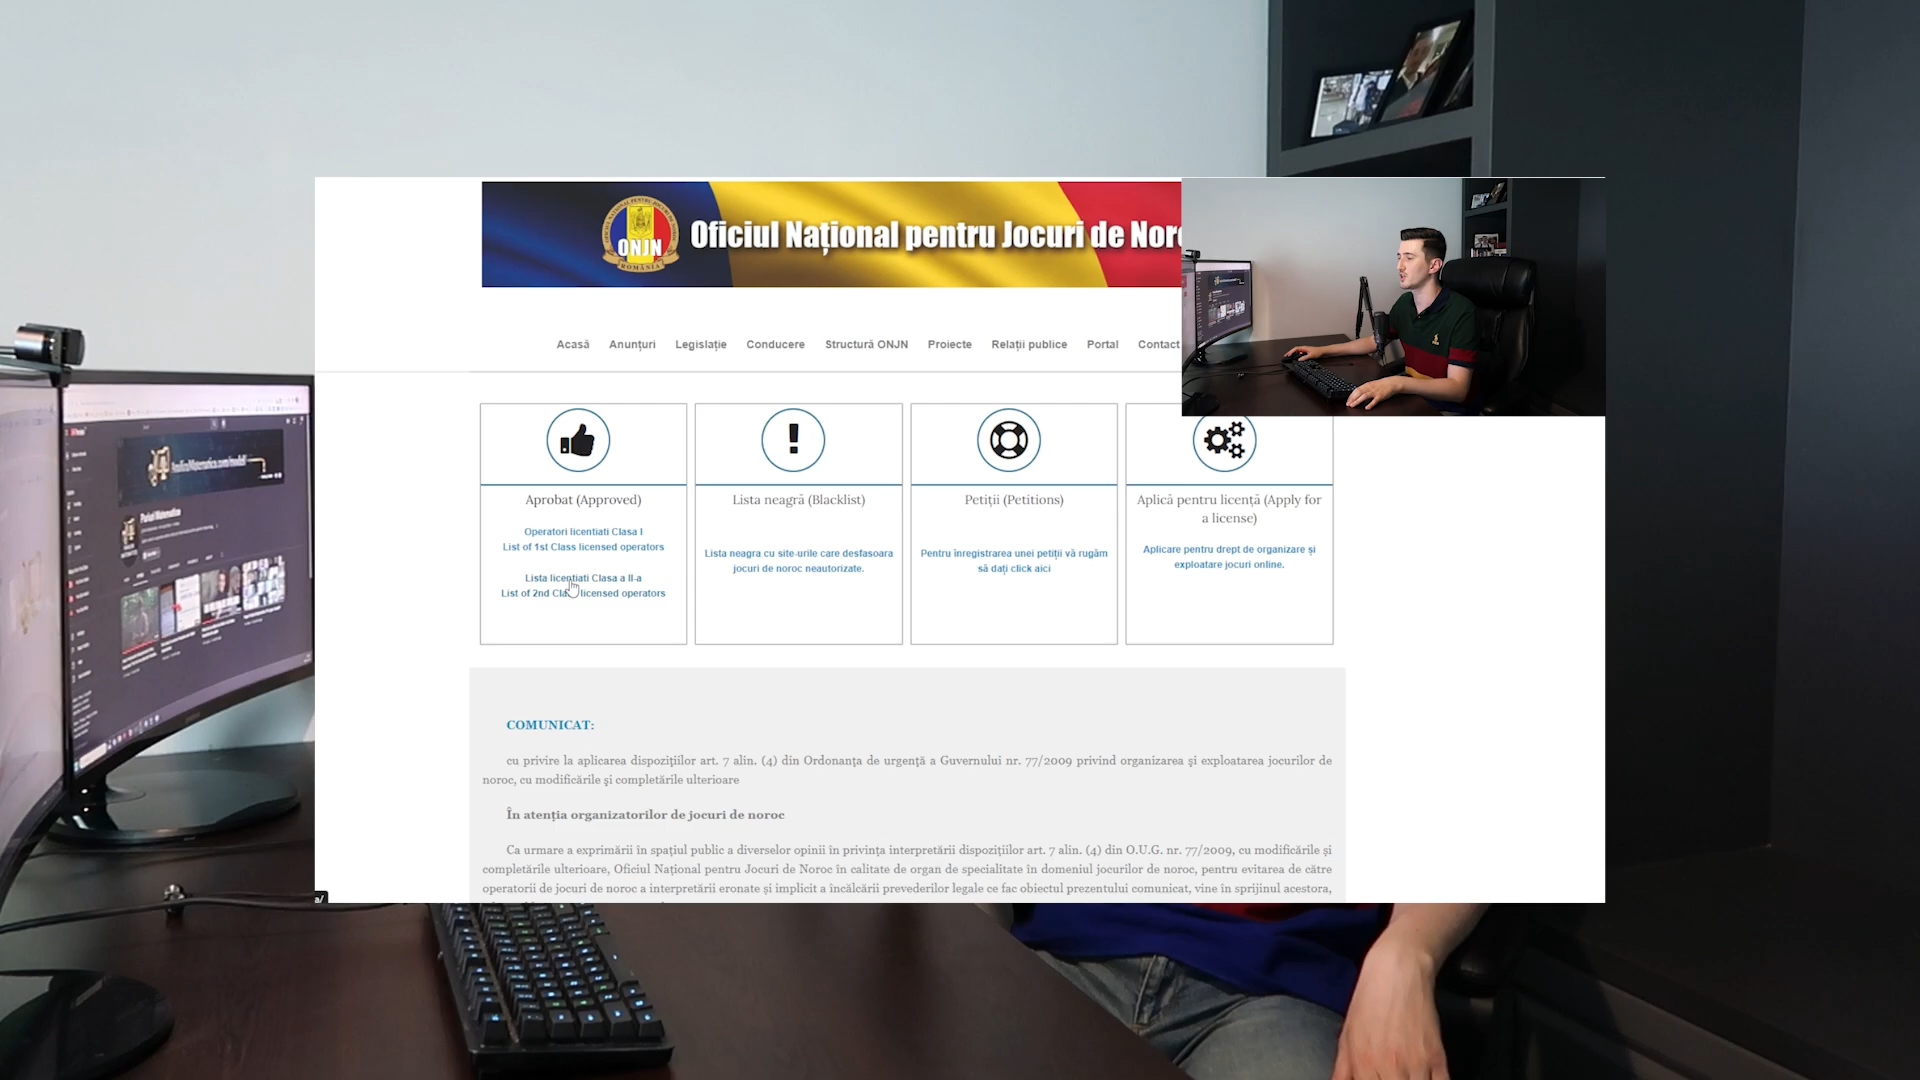 ONJN
ROMÂNIA
Oficiul Național pentru Jocuri de Noro
Acasă Anunțuri Legislație Conducere Structură ONJN Proiecte Relații publice Portal Contact
Aprobat (Approved)
Operatori licentiati Clasa I
List of 1st Class licensed operators
Lista licentiati Clasa a II-a
List of 2nd Cla licensed operators
Lista neagră (Blacklist)
Lista neagra cu site-urile care desfasoara
jocuri de noroc neautorizate.
Petiții (Petitions)
Pentru înregistrarea unei petiții vă rugăm
să dați click aici
Aplică pentru licență (Apply for
a license)
Aplicare pentru drept de organizare și
exploatare jocuri online.
COMUNICAT:
cu privire la aplicarea dispozițiilor art. 7 alin. (4) din Ordonanța de urgență a Guvernului nr. 77/2009 privind organizarea și exploatarea jocurilor de
noroc, cu modificările și completările ulterioare
În atenția organizatorilor de jocuri de noroc
Ca urmare a exprimării în spațiul public a diverselor opinii în privința interpretării dispozițiilor art. 7 alin. (4) din O.U.G. nr. 77/2009, cu modificările și
completările ulterioare, Oficiul Național pentru Jocuri de Noroc în calitate de organ de specialitate în domeniul jocurilor de noroc, pentru evitarea de către
operatorii de jocuri de noroc a interpretării eronate și implicit a încălcării prevederilor legale ce fac obiectul prezentului comunicat, vine în sprijinul acestora,
Pariul Matematica